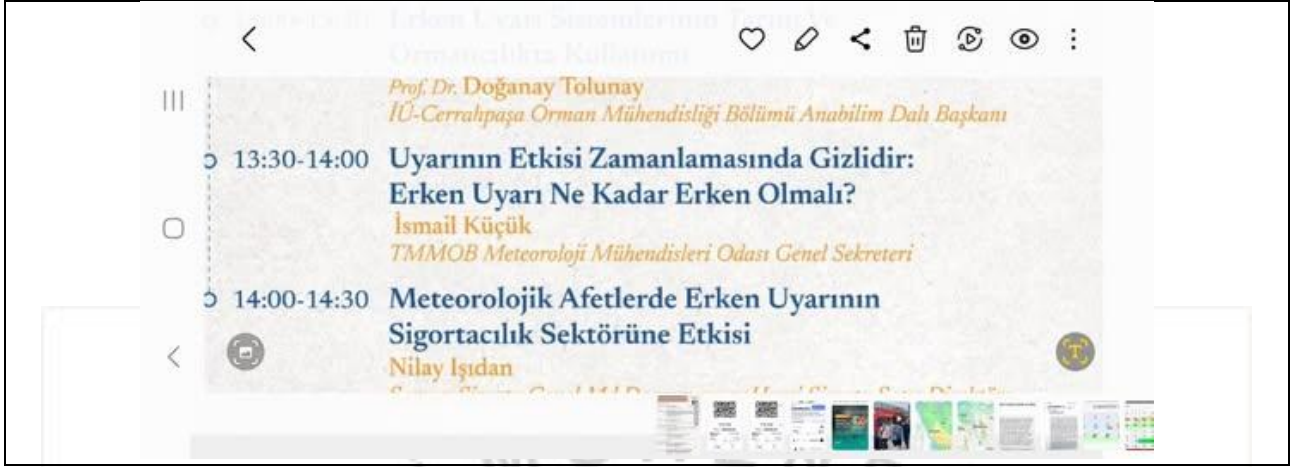 Prof. Dr. Doğanay Tolunay
İÜ-Cerrahpaşa Orman Mühendisliği Bölümü Anabilim Dalı Başkanı
13:30-14:00 Uyarının Etkisi Zamanlamasında Gizlidir:
Erken Uyarı Ne Kadar Erken Olmalı?
İsmail Küçük
TMMOB Meteoroloji Mühendisleri Odası Genel Sekreteri
14:00-14:30 Meteorolojik Afetlerde Erken Uyarının
Sigortacılık Sektörüne Etkisi
Nilay Işıdan
T